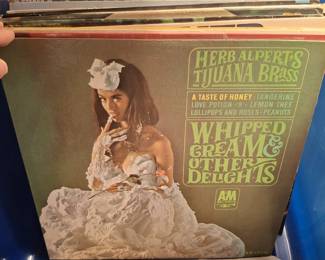 HERB ALPERT'S
TIJUANA BRASS
A TASTE OF HONEY • TANGERINE
LOVE POTION #9 • LEMON TREE
LOLLIPOPS AND ROSES • PEANUTS
WHIPPED
CREAM &
OTHER
DELIGHTS
A&M